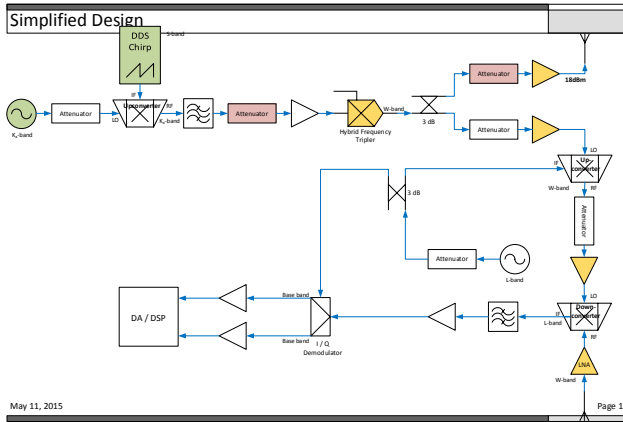 Simplified Design
DDS
Chirp
S-band
IF
Upconverter
RF
LO
K
u
-band
Attenuator
K
u
-band
Attenuator
Hybrid Frequency
Tripler
W-band
3 dB
Attenuator
18dBm
Attenuator
LO
IF
Up-
converter
W-band
RF
Attenuator
3 dB
Attenuator
L-band
LO
IF
Down-
converter
L-band
RF
LNA
W-band
Base band
Base band
I / Q
Demodulator
DA / DSP
May 11, 2015
Page 1